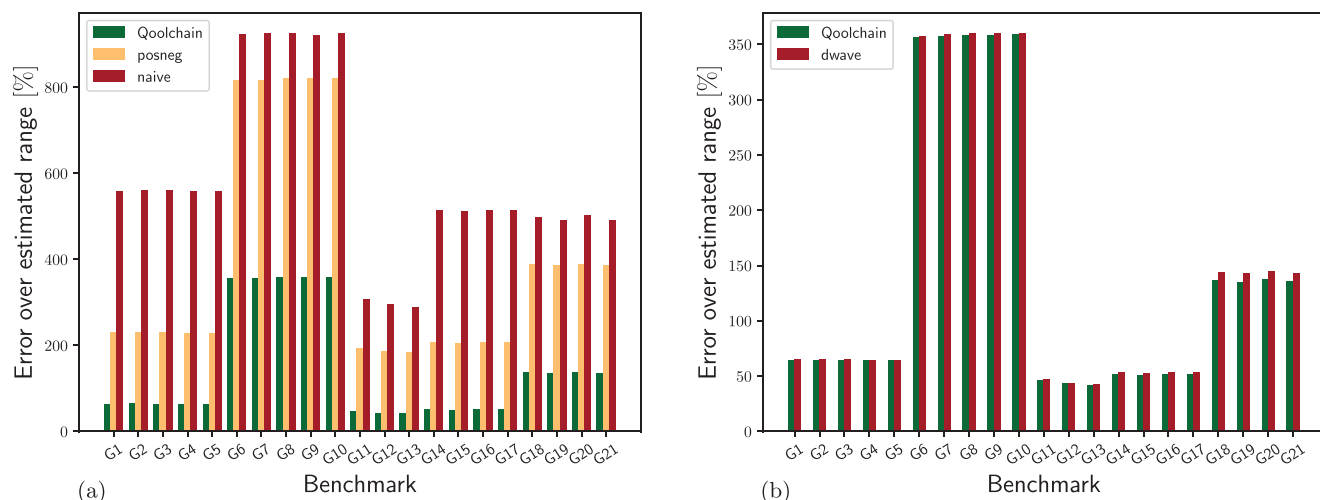 Error over estimated range [%]
Qoolchain
posneg
naive
800
600
400
200
0
G1 G2 G3 G4 G5 G6 G7 G8 G9 G10 G11 G12 G13 G14 G15 G16 G17 G18 G19 G20 G21
Benchmark
(a)
Error over estimated range [%]
Qoolchain
dwave
350
300
250
200
150
100
50
0
G1 G2 G3 G4 G5 G6 G7 G8 G9 G10 G11 G12 G13 G14 G15 G16 G17 G18 G19 G20 G21
Benchmark
(b)